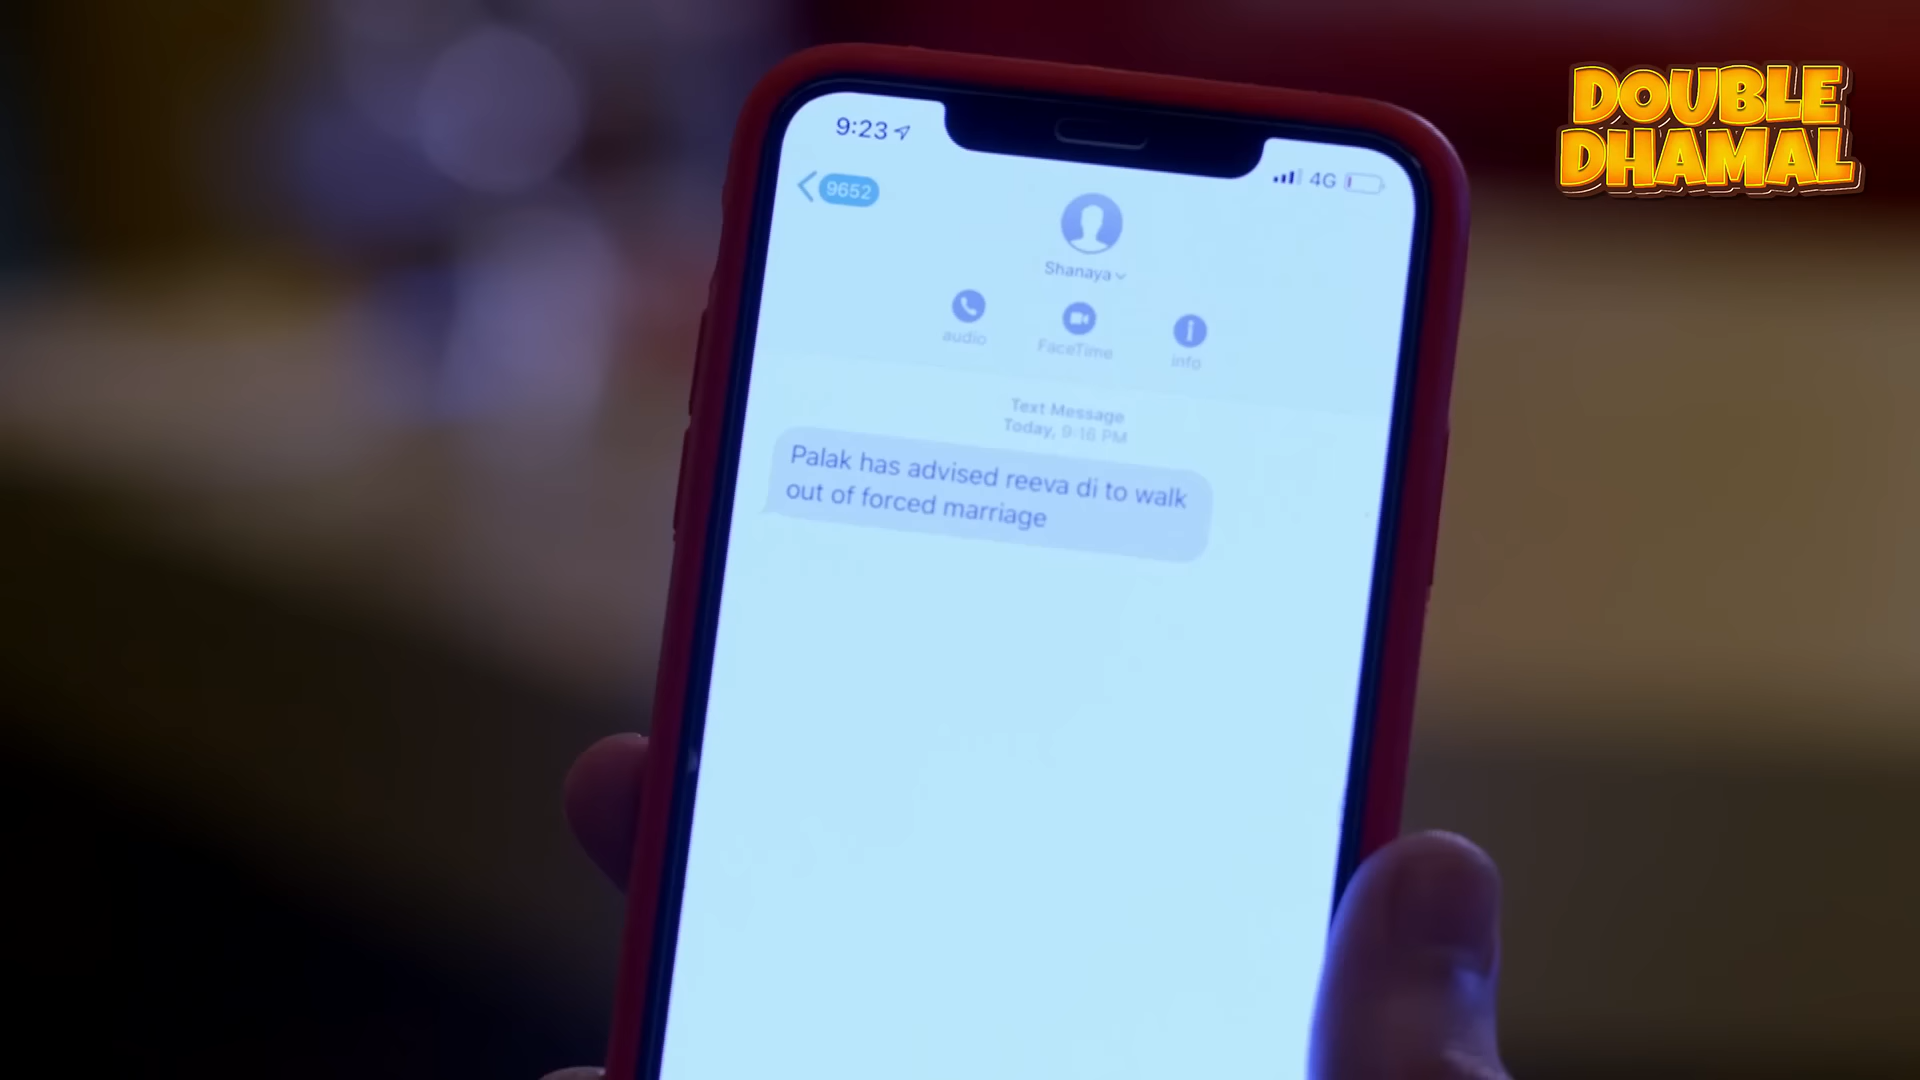 DOUBLE
DHAMAL
9:23
4G
9652
Shanaya
audio
FaceTime
info
Text Message
Today, 9:16 PM
Palak has advised reeva di to walk
out of forced marriage